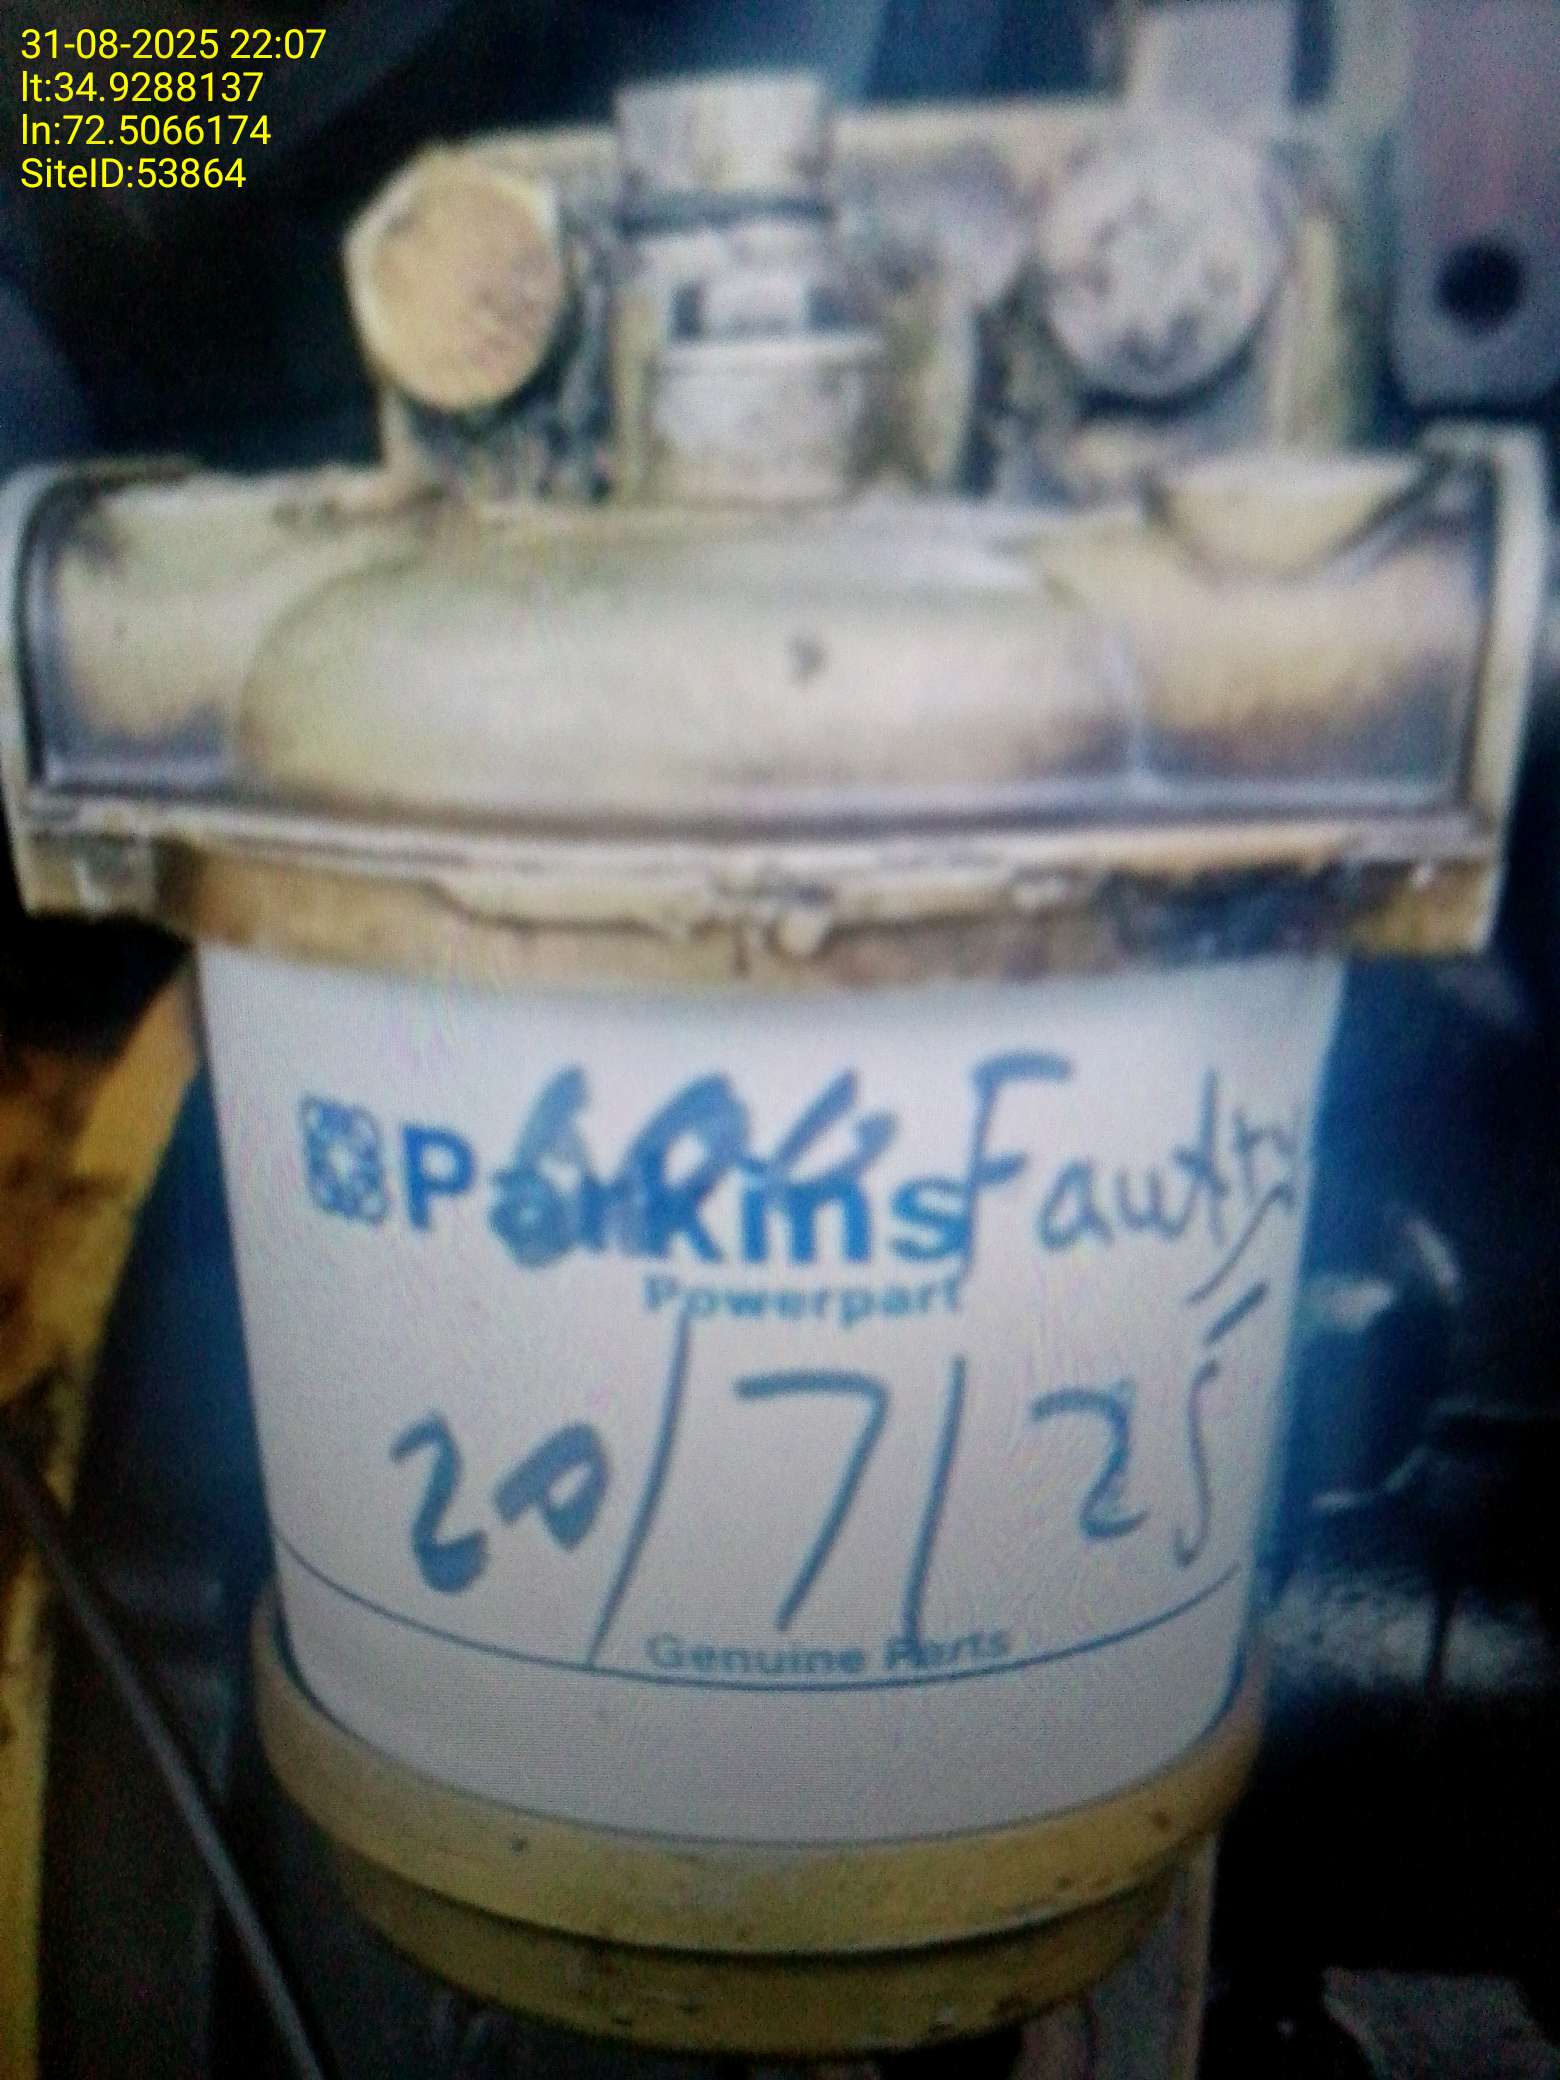 31-08-2025 22:07
lt:34.9288137
ln:72.5066174
SiteID:53864
Perkins
Powerpart
20/7/25
Genuine Parts